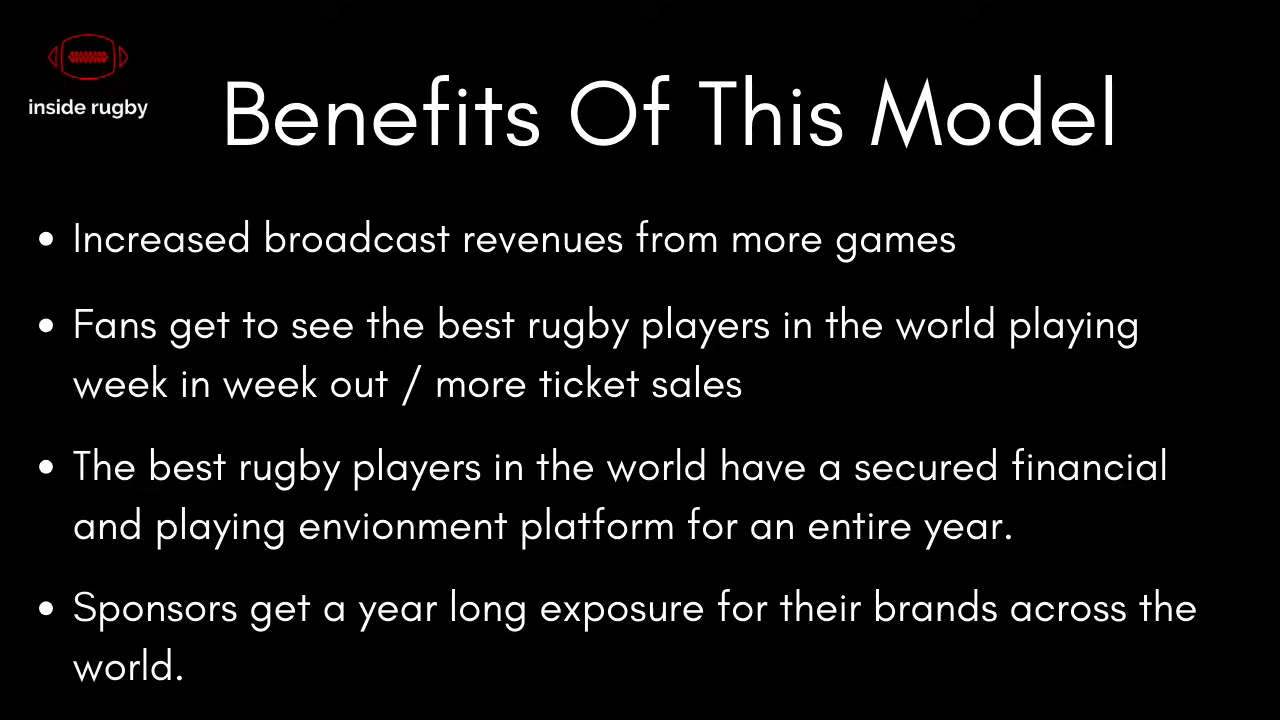 inside rugby
Benefits Of This Model
• Increased broadcast revenues from more games
• Fans get to see the best rugby players in the world playing
week in week out / more ticket sales
• The best rugby players in the world have a secured financial
and playing envionment platform for an entire year.
• Sponsors get a year long exposure for their brands across the
world.